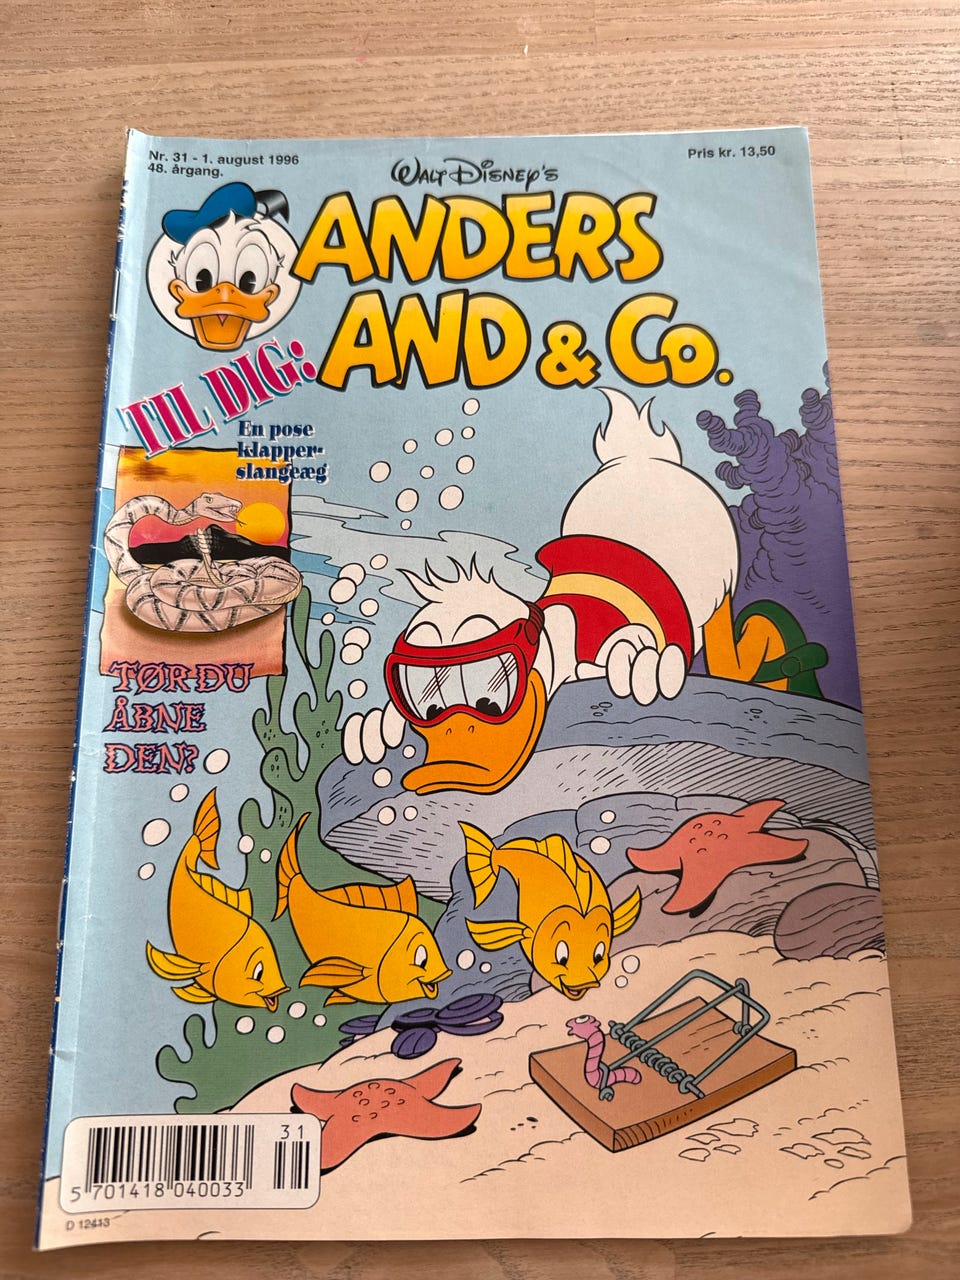 Nr. 31 - 1. august 1996
48. årgang.
Pris kr. 13,50
WALT DISNEY'S
ANDERS
AND & CO.
TIL DIG:
En pose
klapper-
slangeæg
TØR DU
ÅBNE
DEN?
31
5 701418 040033
D 12413